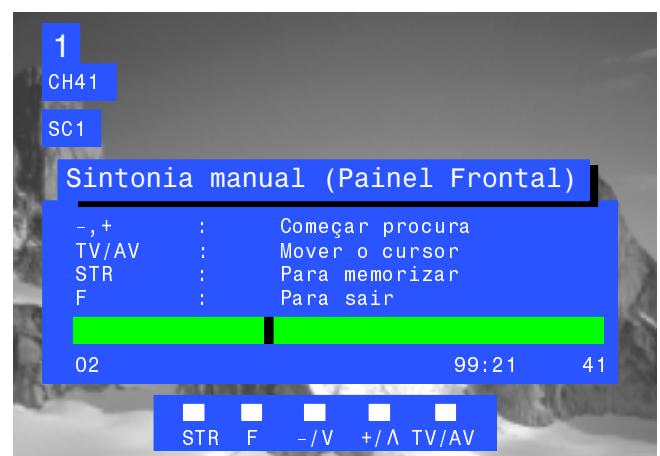 1
CH41
SC1
Sintonia manual (Painel Frontal)
–,+ : Começar procura
TV/AV : Mover o cursor
STR : Para memorizar
F : Para sair
02 99:21 41
STR F –/V +/Λ TV/AV